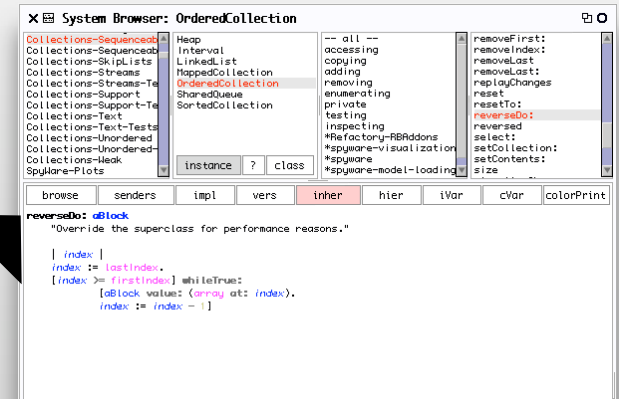 System Browser: OrderedCollection
Collections-Sequenceab
Collections-Sequenceab
Collections-SkipLists
Collections-Streams
Collections-Streams-Te
Collections-Support
Collections-Support-Te
Collections-Text
Collections-Text-Tests
Collections-Unordered
Collections-Unordered-
Collections-Weak
SpyWare-Plots
Heap
Interval
LinkedList
MappedCollection
OrderedCollection
SharedQueue
SortedCollection
instance ? class
-- all --
accessing
copying
adding
removing
enumerating
private
testing
inspecting
*Refactory-RBAddons
*spyware-visualization
*spyware
*spyware-model-loading
removeFirst:
removeIndex:
removeLast
removeLast:
replayChanges
reset
resetTo:
reverseDo:
reversed
select:
setCollection:
setContents:
size
browse senders impl vers inher hier iVar cVar colorPrint
reverseDo: aBlock
"Override the superclass for performance reasons."
| index |
index := lastIndex.
[index >= firstIndex] whileTrue:
[aBlock value: (array at: index).
index := index - 1]